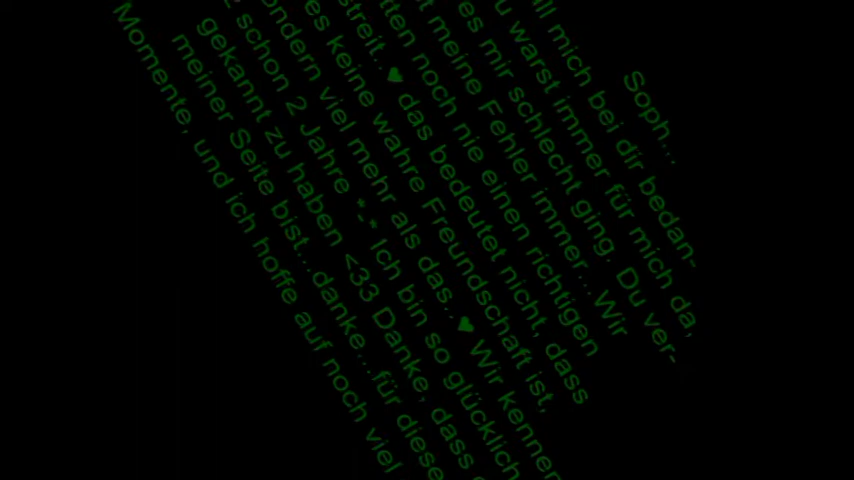 Soph...
ll mich bei dir bedan-
u warst immer für mich da,
es mir schlecht ging. Du ver-
t meine Fehler immer... Wir
tten noch nie einen richtigen
streit.. ♥ das bedeutet nicht, dass
es keine wahre Freundschaft ist,
ondern viel mehr als das.. ♥ Wir kennen
schon 2 Jahre *-* Ich bin so glücklich
gekannt zu haben <33 Danke, dass
meiner Seite bist...danke...für diese
Momente, und ich hoffe auf noch viel